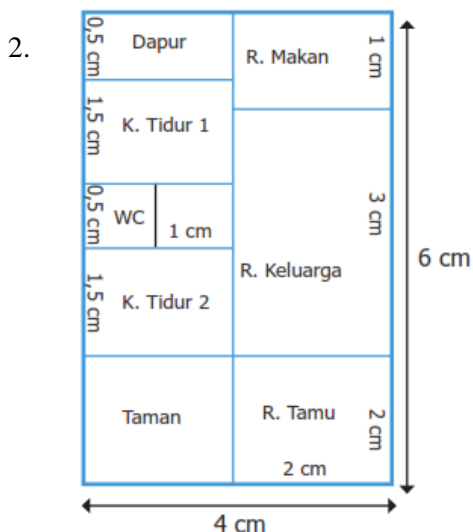 2.
0,5 cm
Dapur
R. Makan
1 cm
1,5 cm
K. Tidur 1
0,5 cm
WC
1 cm
3 cm
R. Keluarga
6 cm
1,5 cm
K. Tidur 2
Taman
R. Tamu
2 cm
2 cm
4 cm